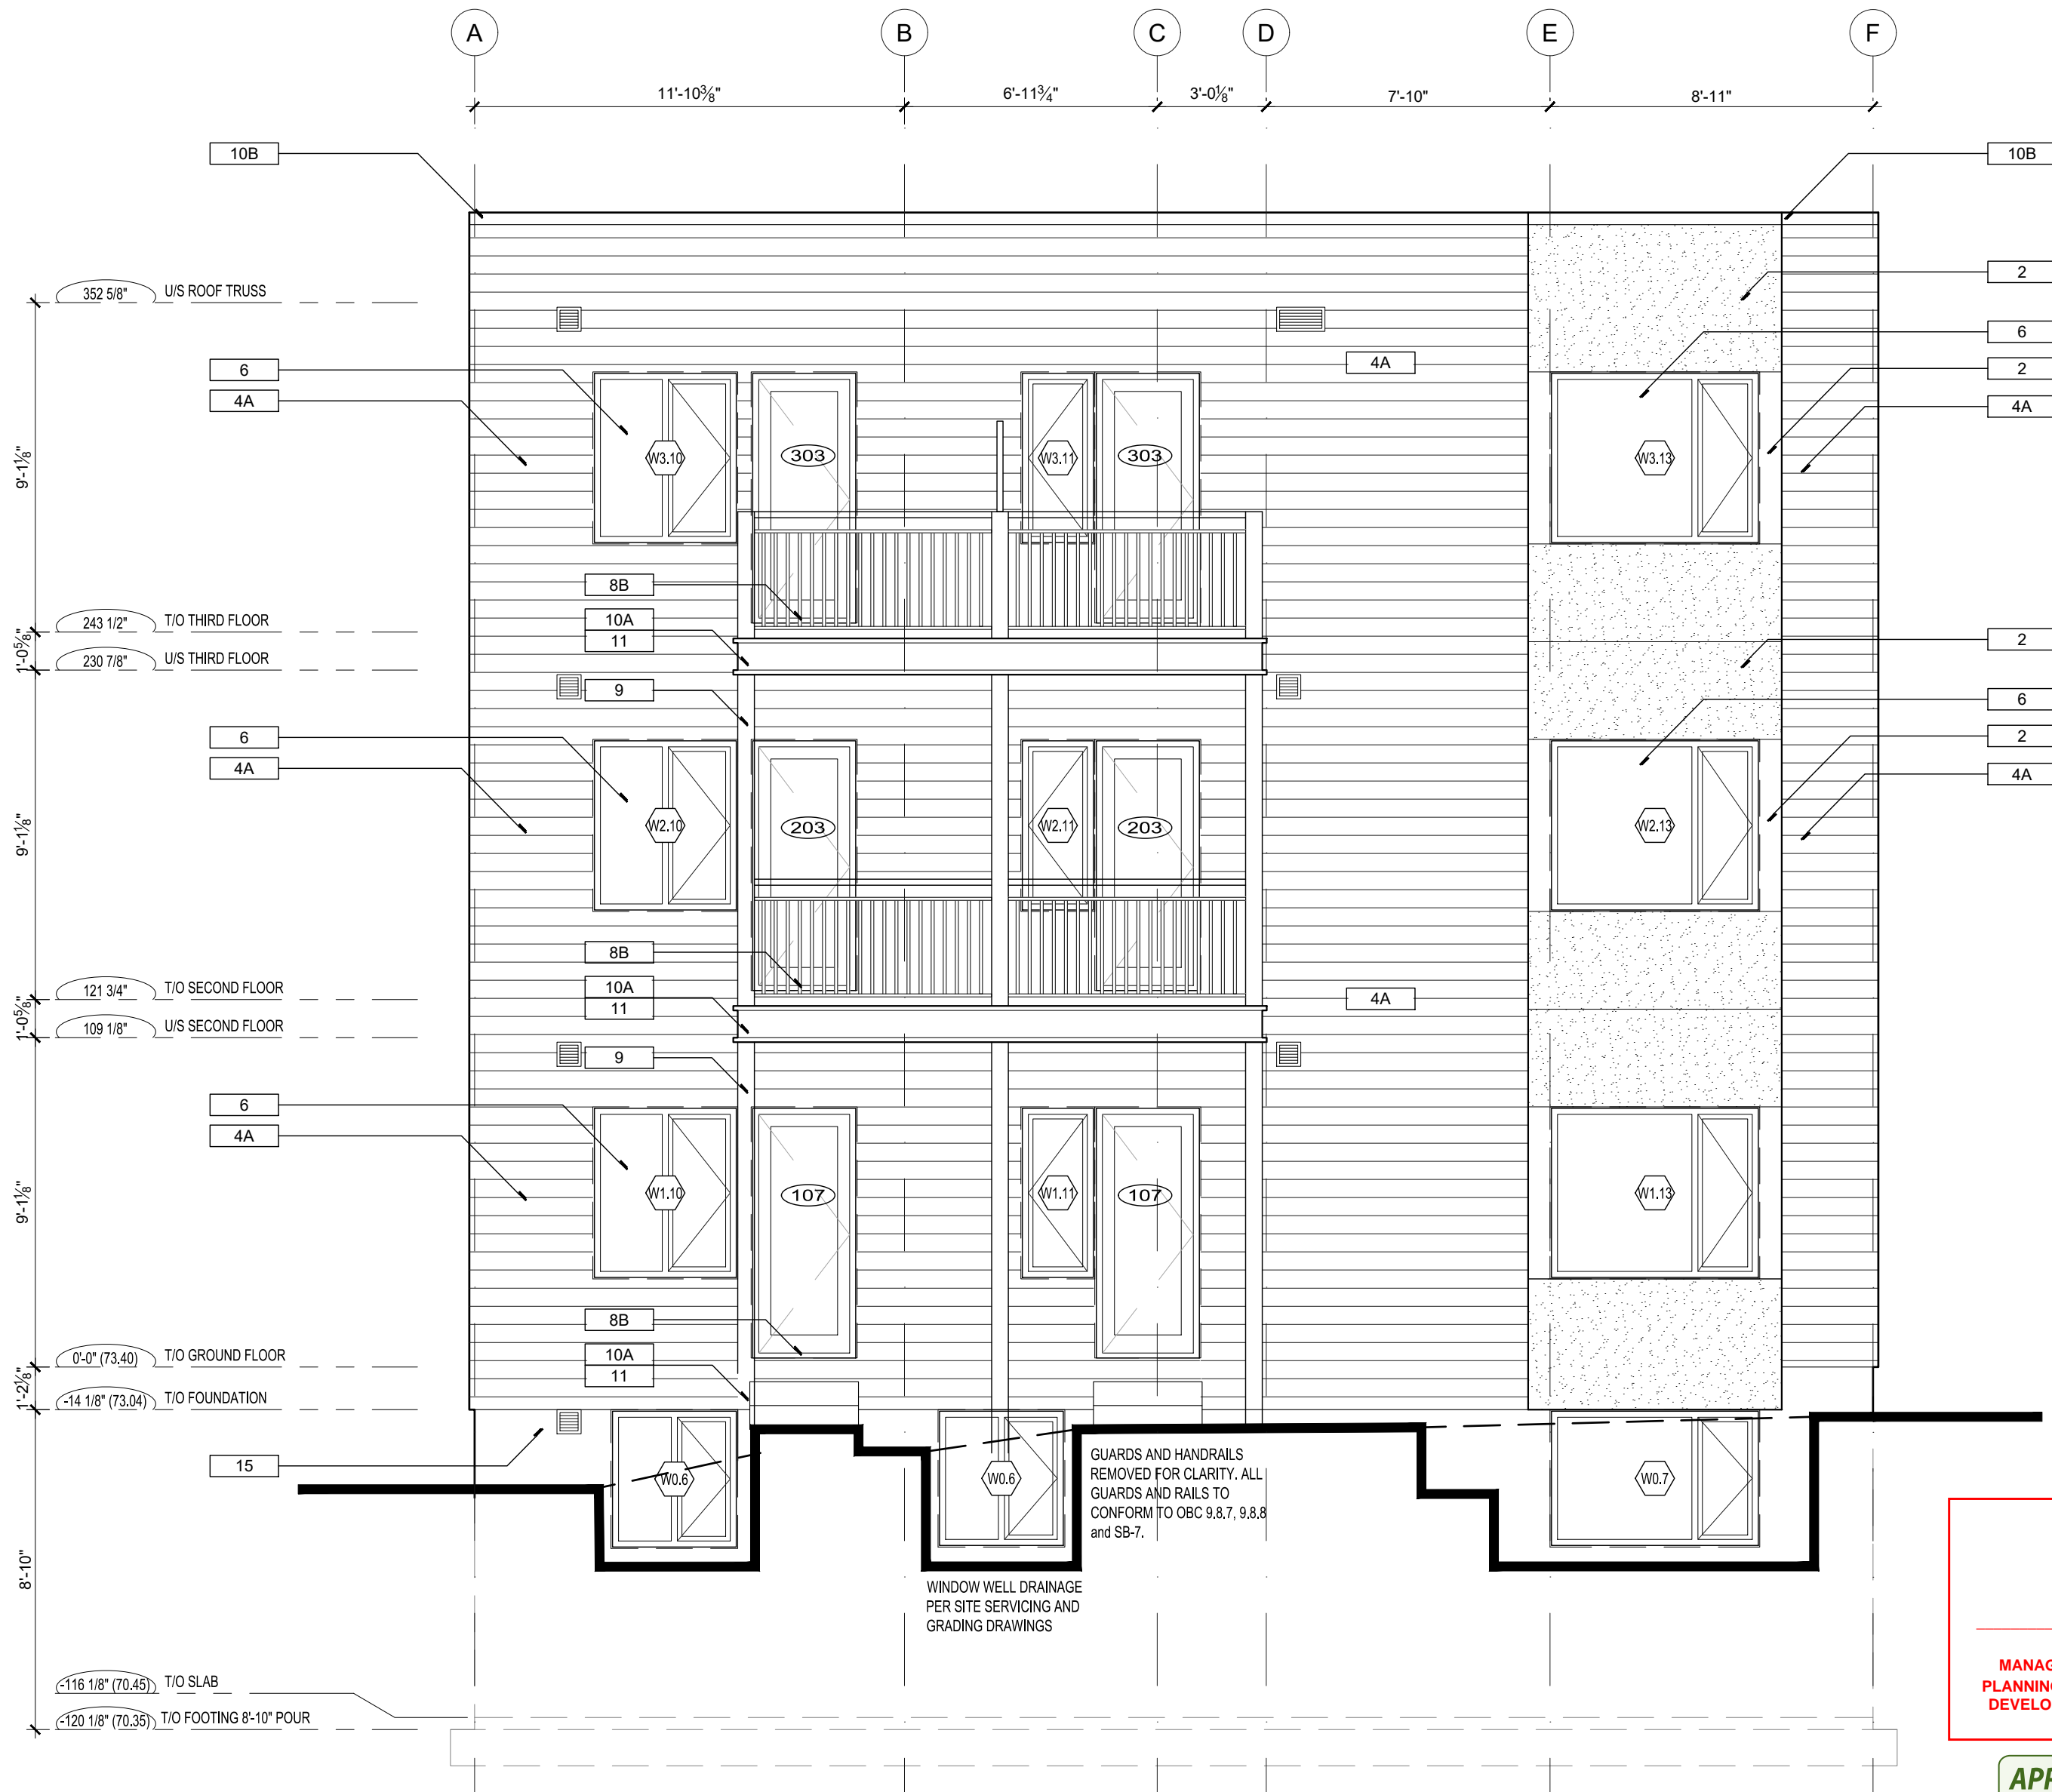 A B C D E F
11'-10⅜" 6'-11¾" 3'-0⅛" 7'-10" 8'-11"
10B 10B
2
352 5/8" U/S ROOF TRUSS
6
4A
6 2
4A 4A
9'-1⅛"
W3.10 303 W3.11 303 W3.13
8B
10A
11
243 1/2" T/O THIRD FLOOR
1'-0⅝"
230 7/8" U/S THIRD FLOOR
2
9
6
6 2
4A 4A
9'-1⅛"
W2.10 203 W2.11 203 W2.13
8B
10A
11
4A
121 3/4" T/O SECOND FLOOR
1'-0⅝"
109 1/8" U/S SECOND FLOOR
9
6
4A
9'-1⅛"
W1.10 107 W1.11 107 W1.13
8B
10A
11
0'-0" (73.40) T/O GROUND FLOOR
1'-2⅛"
-14 1/8" (73.04) T/O FOUNDATION
15
W0.6 W0.6 W0.7
GUARDS AND HANDRAILS
REMOVED FOR CLARITY. ALL
GUARDS AND RAILS TO
CONFORM TO OBC 9.8.7, 9.8.8
and SB-7.
8'-10"
WINDOW WELL DRAINAGE
PER SITE SERVICING AND
GRADING DRAWINGS
-116 1/8" (70.45) T/O SLAB
-120 1/8" (70.35) T/O FOOTING 8'-10" POUR
MANAG
PLANNING
DEVELO
APP